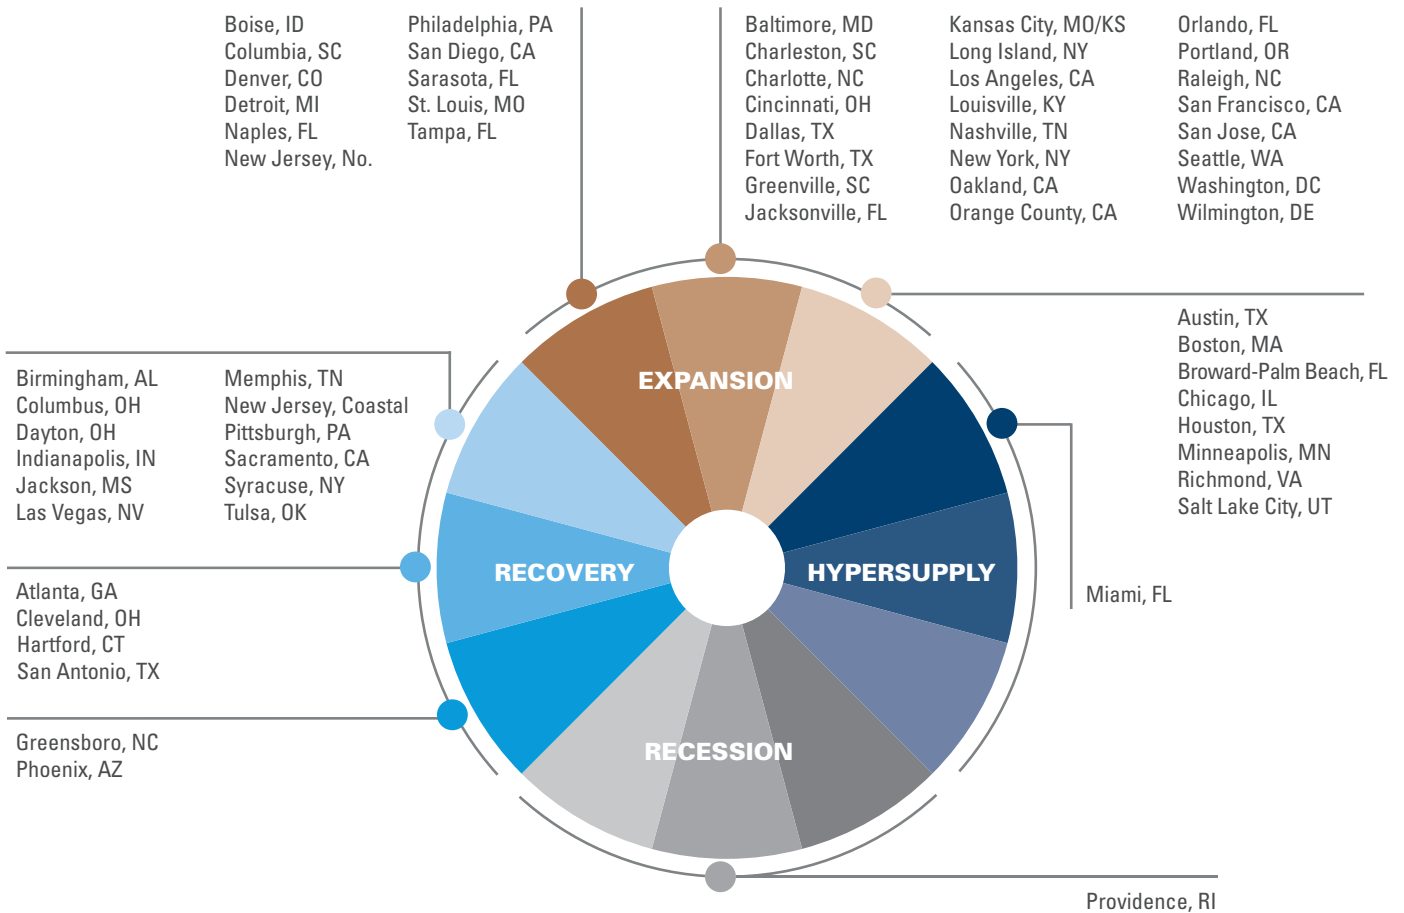 Boise, ID
Columbia, SC
Denver, CO
Detroit, MI
Naples, FL
New Jersey, No.
Philadelphia, PA
San Diego, CA
Sarasota, FL
St. Louis, MO
Tampa, FL
Baltimore, MD
Charleston, SC
Charlotte, NC
Cincinnati, OH
Dallas, TX
Fort Worth, TX
Greenville, SC
Jacksonville, FL
Kansas City, MO/KS
Long Island, NY
Los Angeles, CA
Louisville, KY
Nashville, TN
New York, NY
Oakland, CA
Orange County, CA
Orlando, FL
Portland, OR
Raleigh, NC
San Francisco, CA
San Jose, CA
Seattle, WA
Washington, DC
Wilmington, DE
Austin, TX
Boston, MA
Broward-Palm Beach, FL
Chicago, IL
Houston, TX
Minneapolis, MN
Richmond, VA
Salt Lake City, UT
Birmingham, AL
Columbus, OH
Dayton, OH
Indianapolis, IN
Jackson, MS
Las Vegas, NV
Memphis, TN
New Jersey, Coastal
Pittsburgh, PA
Sacramento, CA
Syracuse, NY
Tulsa, OK
EXPANSION
RECOVERY
HYPERSUPPLY
RECESSION
Atlanta, GA
Cleveland, OH
Hartford, CT
San Antonio, TX
Miami, FL
Greensboro, NC
Phoenix, AZ
Providence, RI